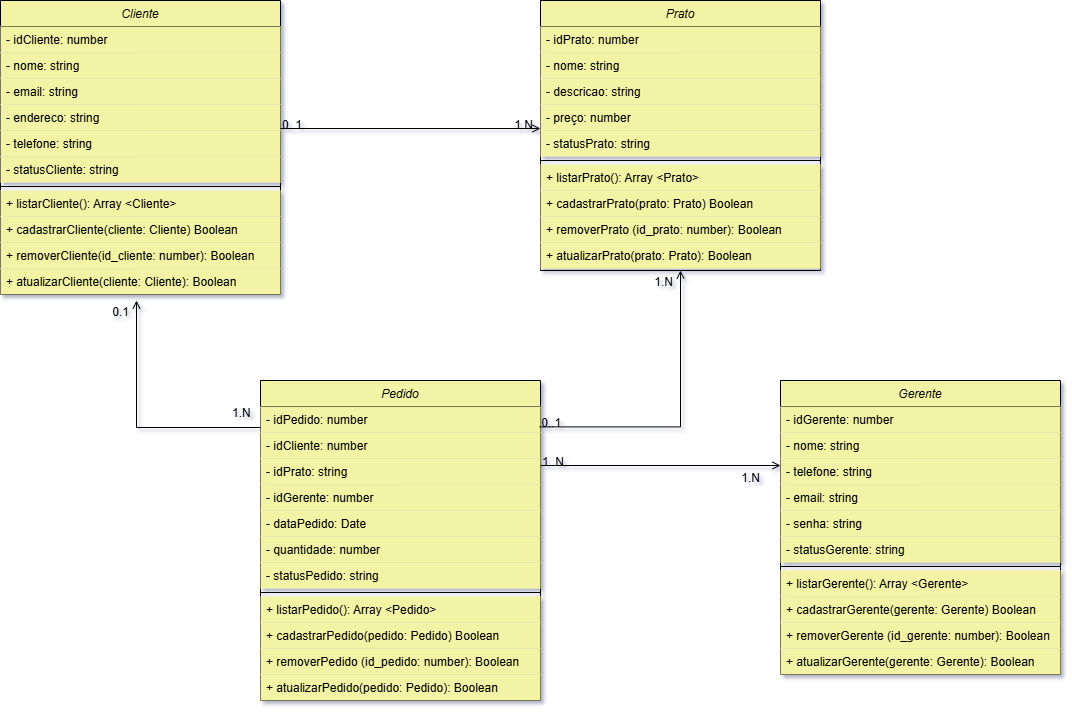 Cliente
- idCliente: number
- nome: string
- email: string
- endereco: string
- telefone: string
- statusCliente: string
+ listarCliente(): Array <Cliente>
+ cadastrarCliente(cliente: Cliente) Boolean
+ removerCliente(id_cliente: number): Boolean
+ atualizarCliente(cliente: Cliente): Boolean
0..1
1.N
Prato
- idPrato: number
- nome: string
- descricao: string
- preço: number
- statusPrato: string
+ listarPrato(): Array <Prato>
+ cadastrarPrato(prato: Prato) Boolean
+ removerPrato (id_prato: number): Boolean
+ atualizarPrato(prato: Prato): Boolean
0.1
1.N
1.N
0..1
1..N
1.N
Pedido
- idPedido: number
- idCliente: number
- idPrato: string
- idGerente: number
- dataPedido: Date
- quantidade: number
- statusPedido: string
+ listarPedido(): Array <Pedido>
+ cadastrarPedido(pedido: Pedido) Boolean
+ removerPedido (id_pedido: number): Boolean
+ atualizarPedido(pedido: Pedido): Boolean
Gerente
- idGerente: number
- nome: string
- telefone: string
- email: string
- senha: string
- statusGerente: string
+ listarGerente(): Array <Gerente>
+ cadastrarGerente(gerente: Gerente) Boolean
+ removerGerente (id_gerente: number): Boolean
+ atualizarGerente(gerente: Gerente): Boolean